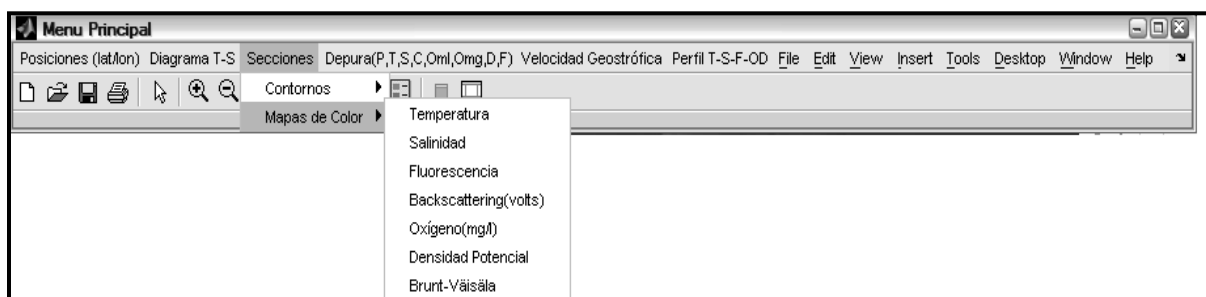 Menu Principal
Posiciones (lat/lon) Diagrama T-S Secciones Depura(P,T,S,C,Oml,Omg,D,F) Velocidad Geostrófica Perfil T-S-F-OD File Edit View Insert Tools Desktop Window Help
Contornos
Mapas de Color
Temperatura
Salinidad
Fluorescencia
Backscattering(volts)
Oxígeno(mg/l)
Densidad Potencial
Brunt-Väisäla